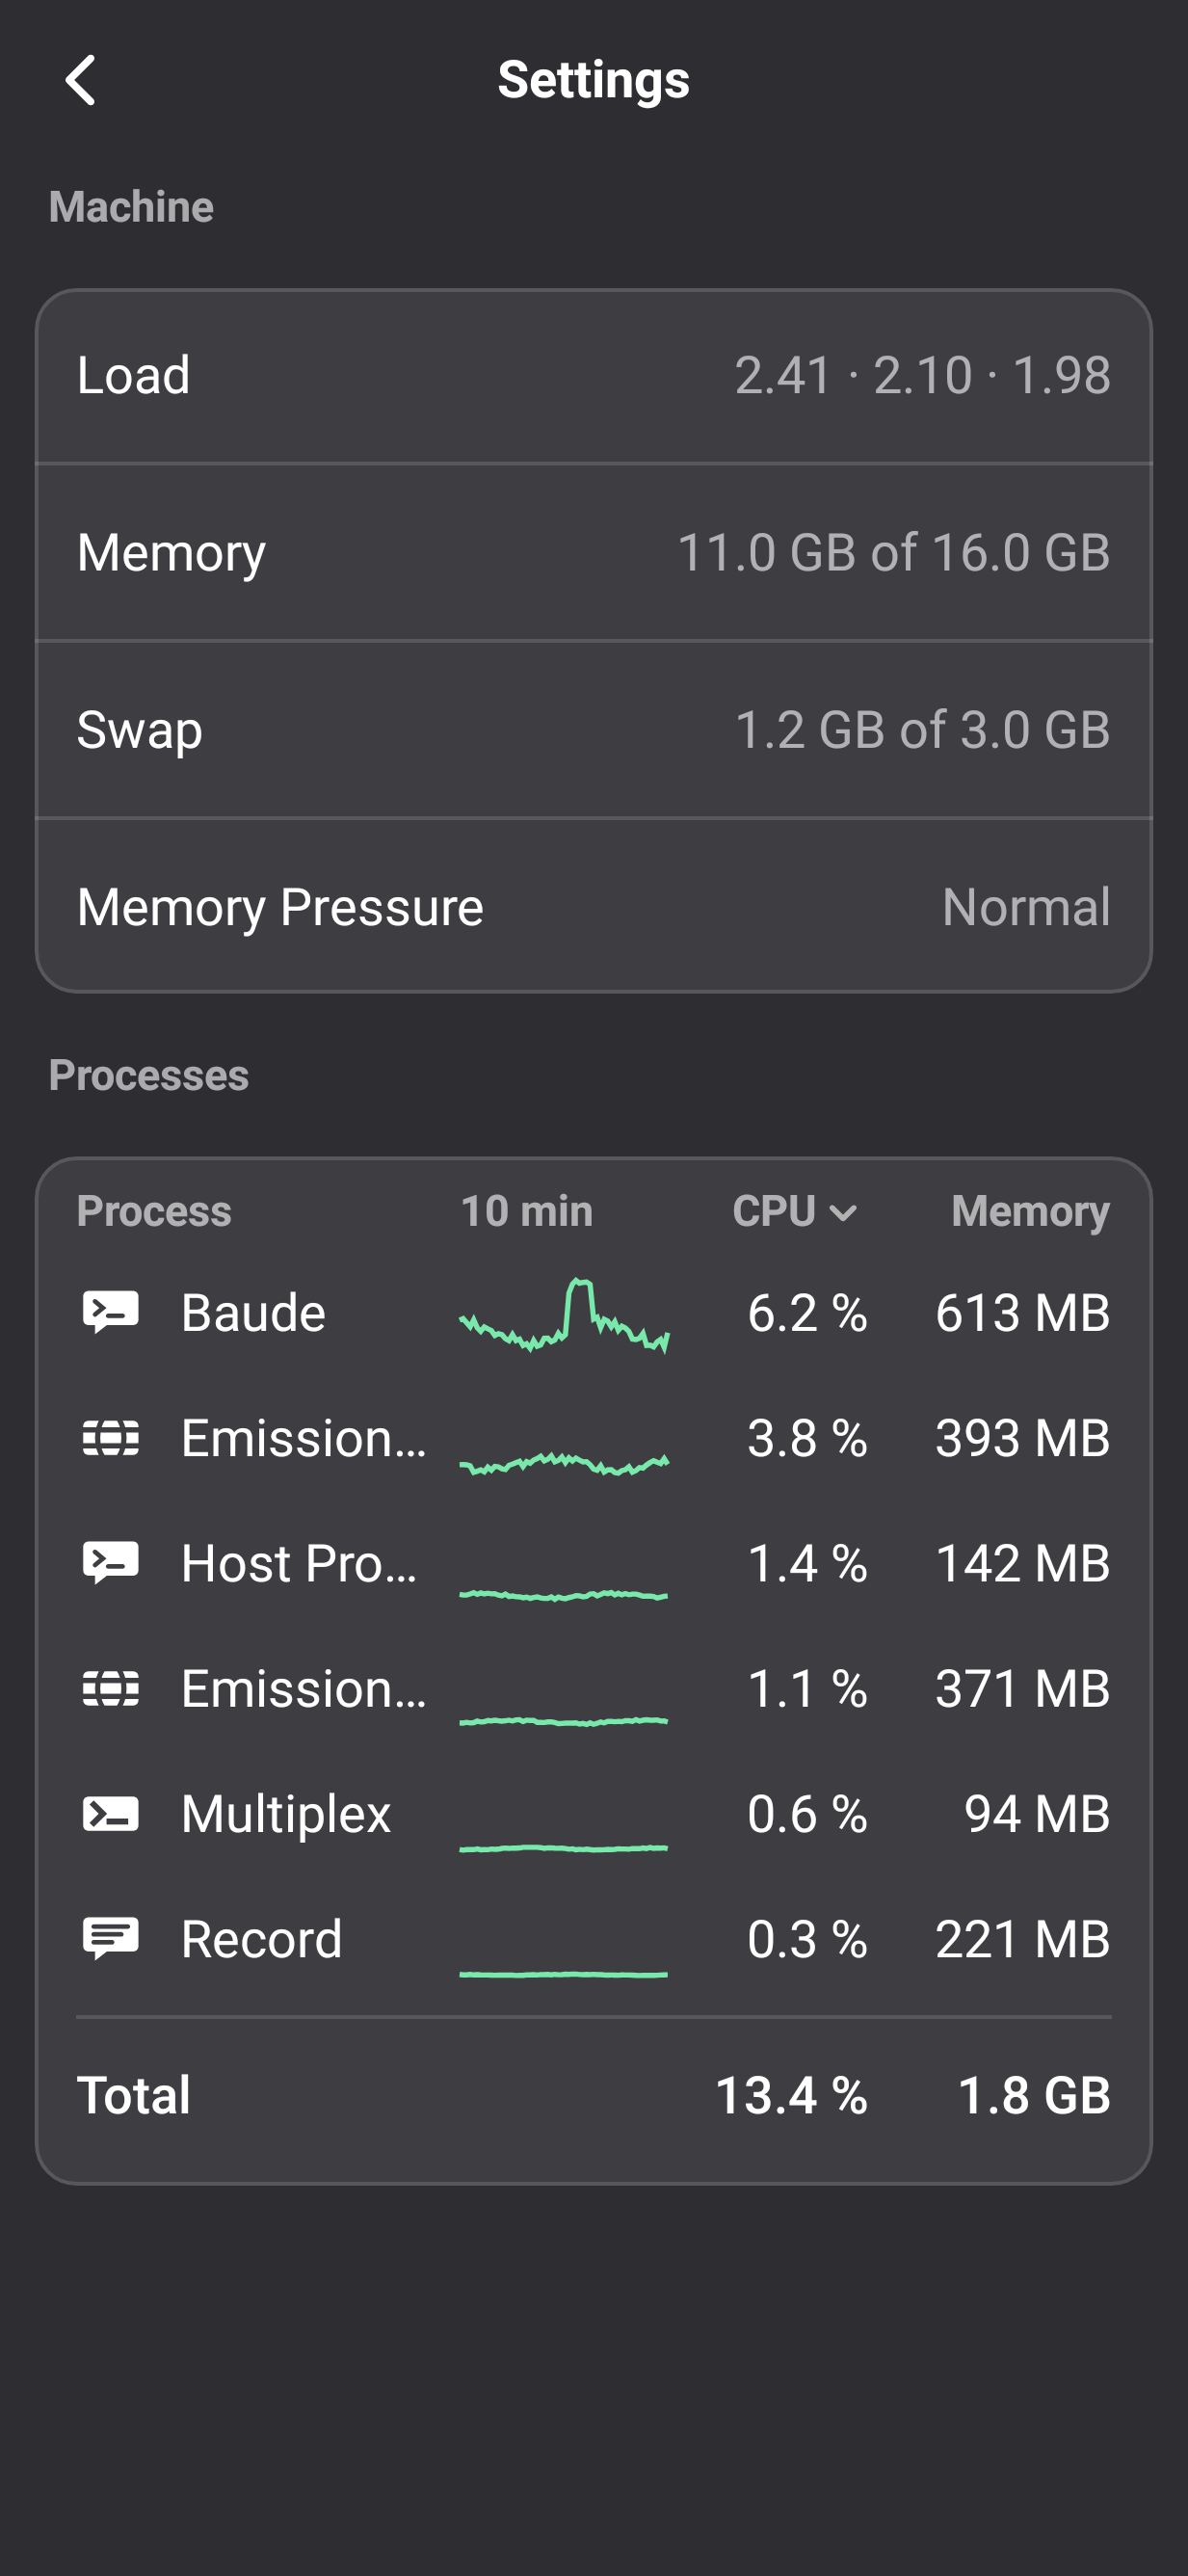 Settings
Machine
Load 2.41 · 2.10 · 1.98
Memory 11.0 GB of 16.0 GB
Swap 1.2 GB of 3.0 GB
Memory Pressure Normal
Processes
Process 10 min CPU Memory
Baude 6.2 % 613 MB
Emission... 3.8 % 393 MB
Host Pro... 1.4 % 142 MB
Emission... 1.1 % 371 MB
Multiplex 0.6 % 94 MB
Record 0.3 % 221 MB
Total 13.4 % 1.8 GB